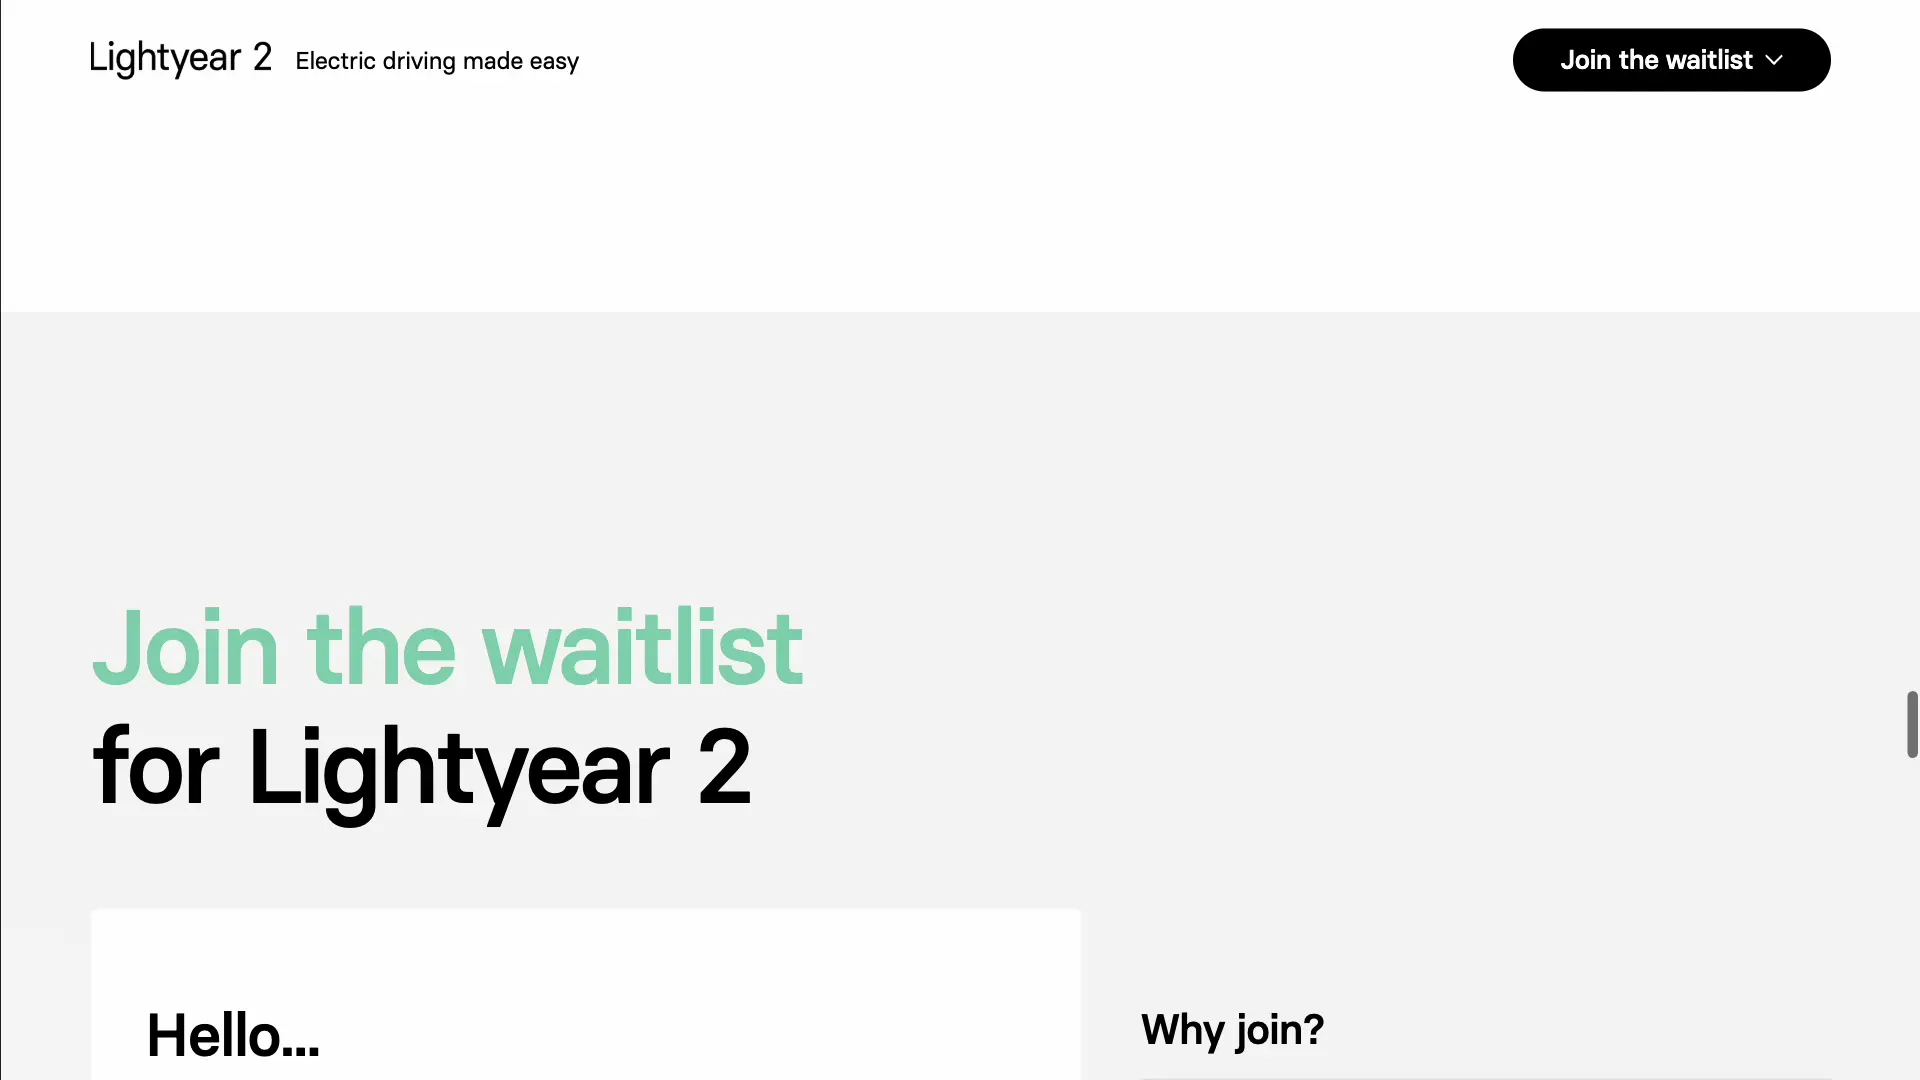 Lightyear 2 Electric driving made easy
Join the waitlist
Join the waitlist
for Lightyear 2
Hello...
Why join?